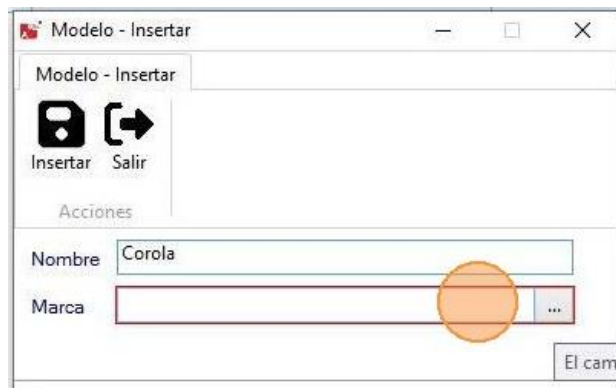 Modelo - Insertar
Modelo - Insertar
Insertar Salir
Acciones
Nombre Corola
Marca ...
El cam